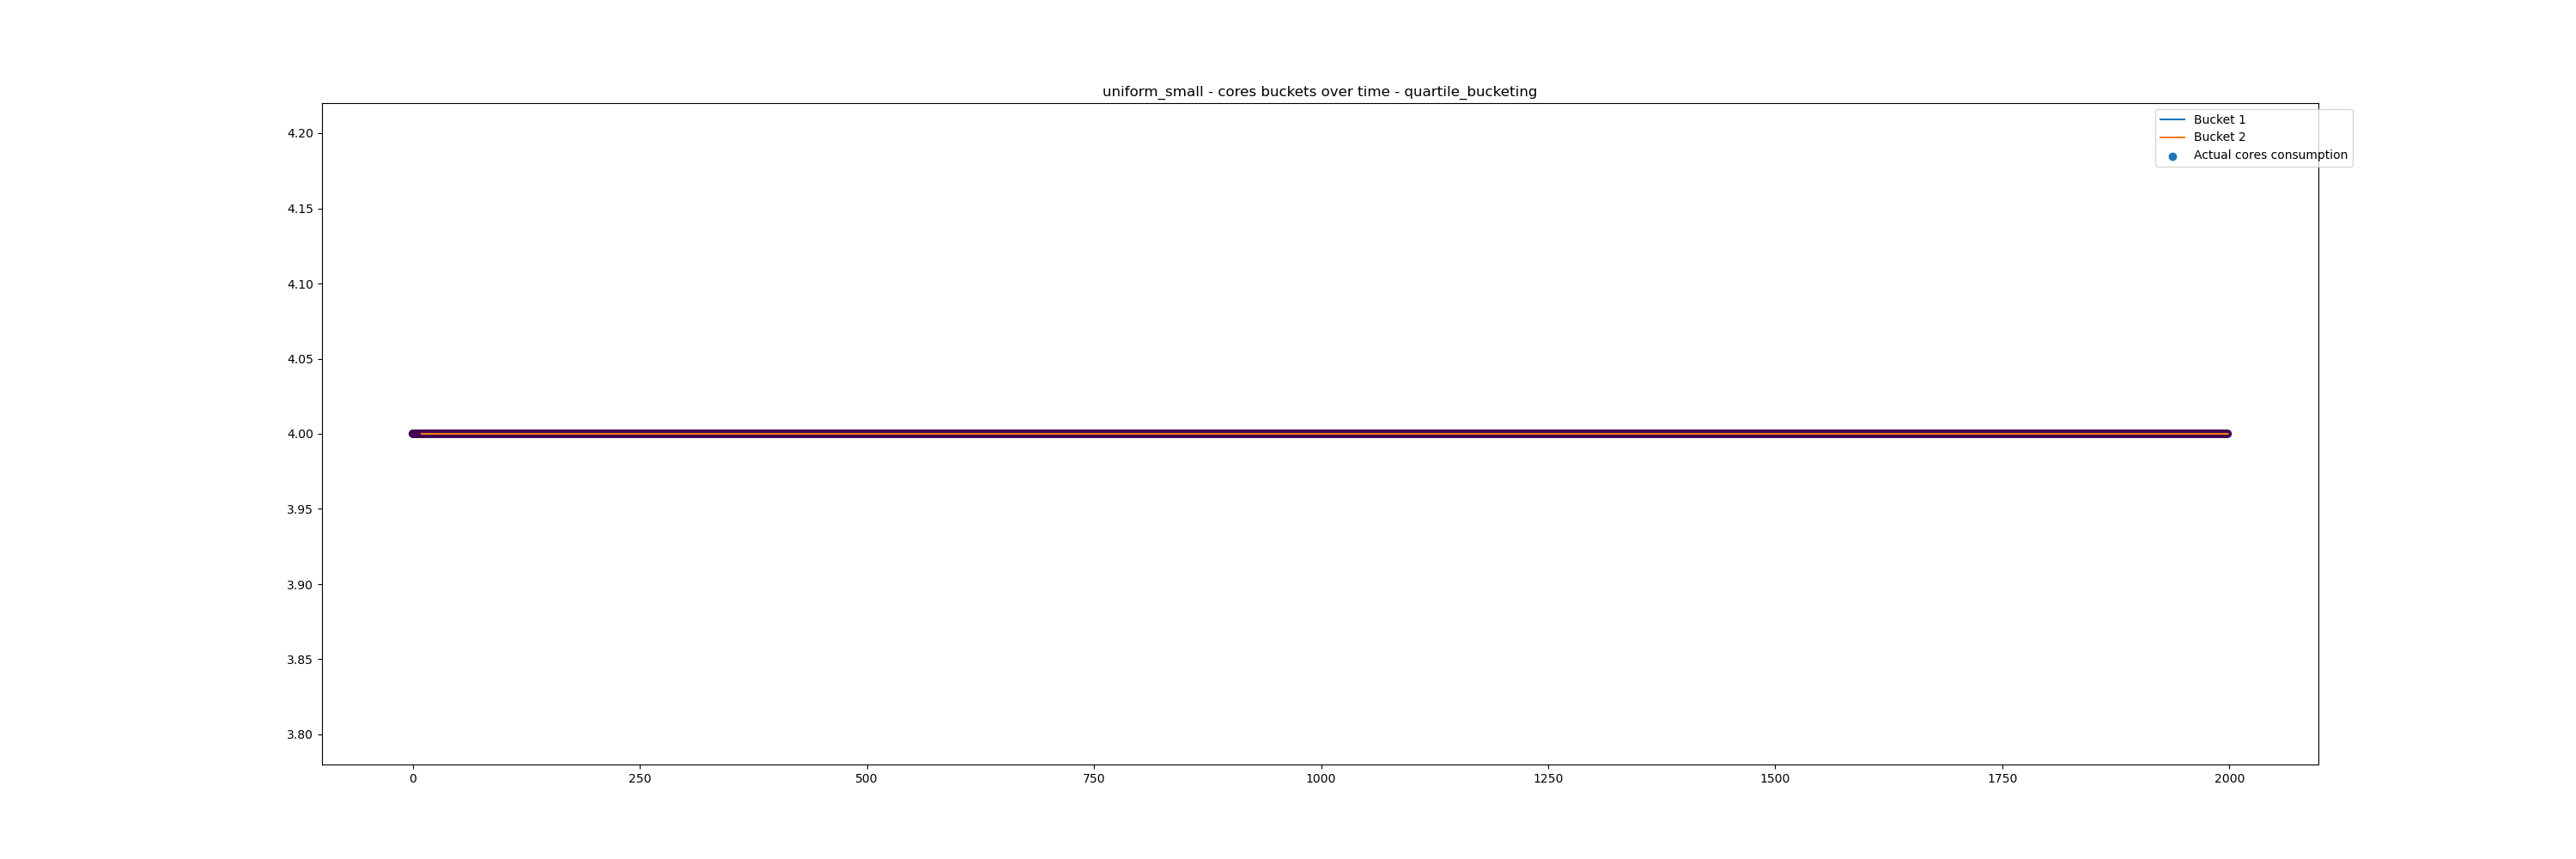 uniform_small - cores buckets over time - quartile_bucketing
Bucket 1
Bucket 2
Actual cores consumption
4.20
4.15
4.10
4.05
4.00
3.95
3.90
3.85
3.80
0 250 500 750 1000 1250 1500 1750 2000